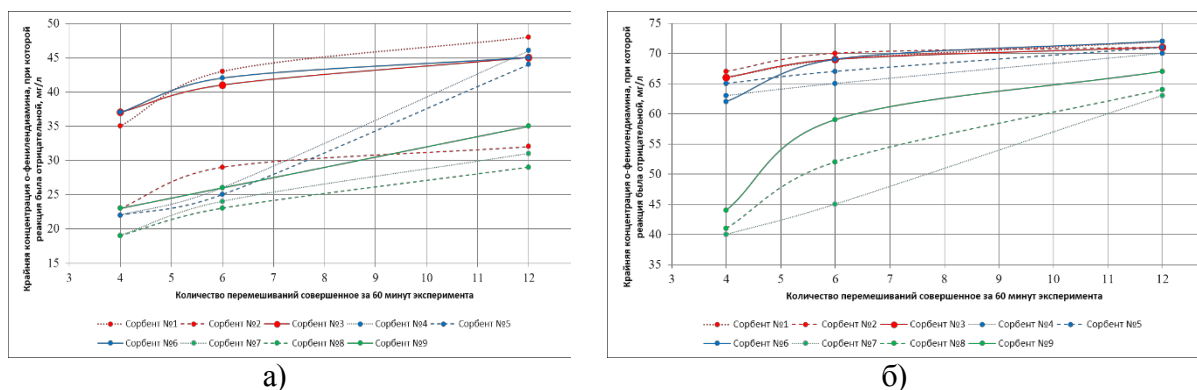 50
45
40
35
30
25
20
15
10
3 4 5 6 7 8 9 10 11 12
Крайняя концентрация о-фенилендиамина, при которой
реакция была отрицательной, мг/л
Количество перемешиваний совершенное за 60 минут эксперимента
Сорбент №1 Сорбент №2 Сорбент №3 Сорбент №4 Сорбент №5
Сорбент №6 Сорбент №7 Сорбент №8 Сорбент №9
а)
75
70
65
60
55
50
45
40
35
3 4 5 6 7 8 9 10 11 12
Крайняя концентрация о-фенилендиамина, при которой
реакция была отрицательной, мг/л
Количество перемешиваний совершенное за 60 минут эксперимента
Сорбент №1 Сорбент №2 Сорбент №3 Сорбент №4 Сорбент №5
Сорбент №6 Сорбент №7 Сорбент №8 Сорбент №9
б)